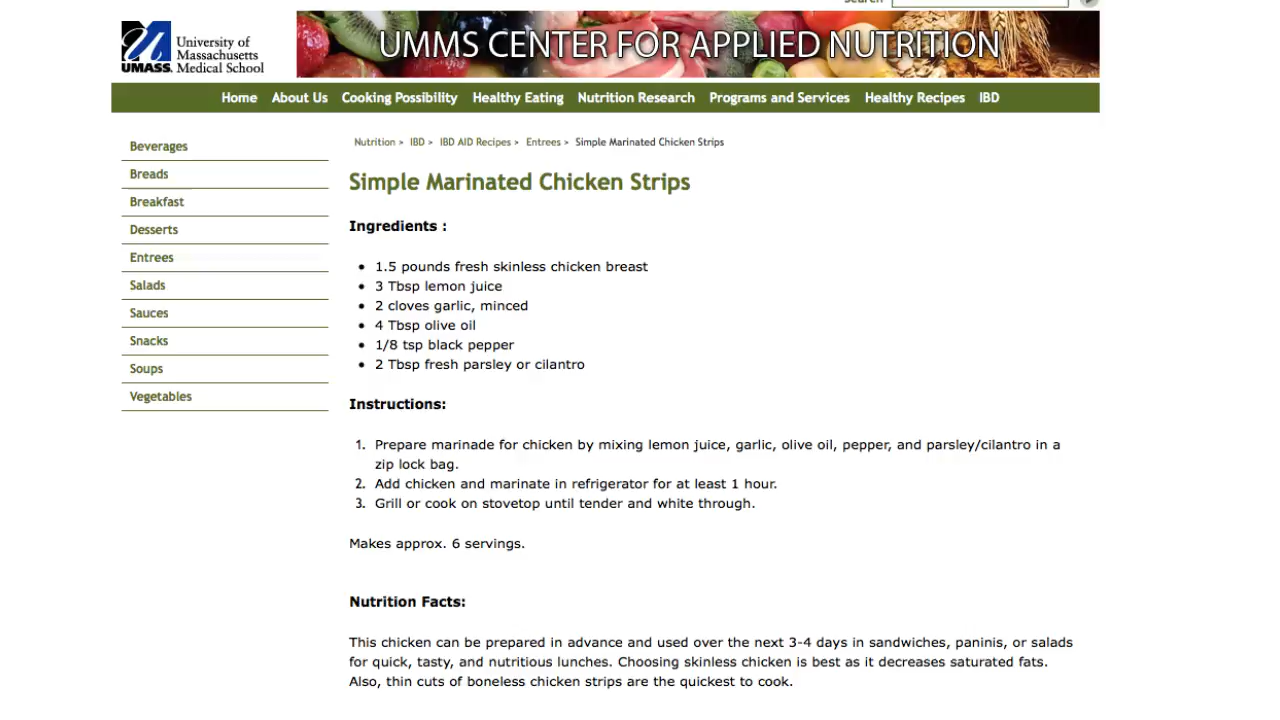 Search
University of
Massachusetts
UMASS. Medical School
UMMS CENTER FOR APPLIED NUTRITION
Home About Us Cooking Possibility Healthy Eating Nutrition Research Programs and Services Healthy Recipes IBD
Beverages
Breads
Breakfast
Desserts
Entrees
Salads
Sauces
Snacks
Soups
Vegetables
Nutrition > IBD > IBD AID Recipes > Entrees > Simple Marinated Chicken Strips
Simple Marinated Chicken Strips
Ingredients :
• 1.5 pounds fresh skinless chicken breast
• 3 Tbsp lemon juice
• 2 cloves garlic, minced
• 4 Tbsp olive oil
• 1/8 tsp black pepper
• 2 Tbsp fresh parsley or cilantro
Instructions:
1. Prepare marinade for chicken by mixing lemon juice, garlic, olive oil, pepper, and parsley/cilantro in a
zip lock bag.
2. Add chicken and marinate in refrigerator for at least 1 hour.
3. Grill or cook on stovetop until tender and white through.
Makes approx. 6 servings.
Nutrition Facts:
This chicken can be prepared in advance and used over the next 3-4 days in sandwiches, paninis, or salads
for quick, tasty, and nutritious lunches. Choosing skinless chicken is best as it decreases saturated fats.
Also, thin cuts of boneless chicken strips are the quickest to cook.